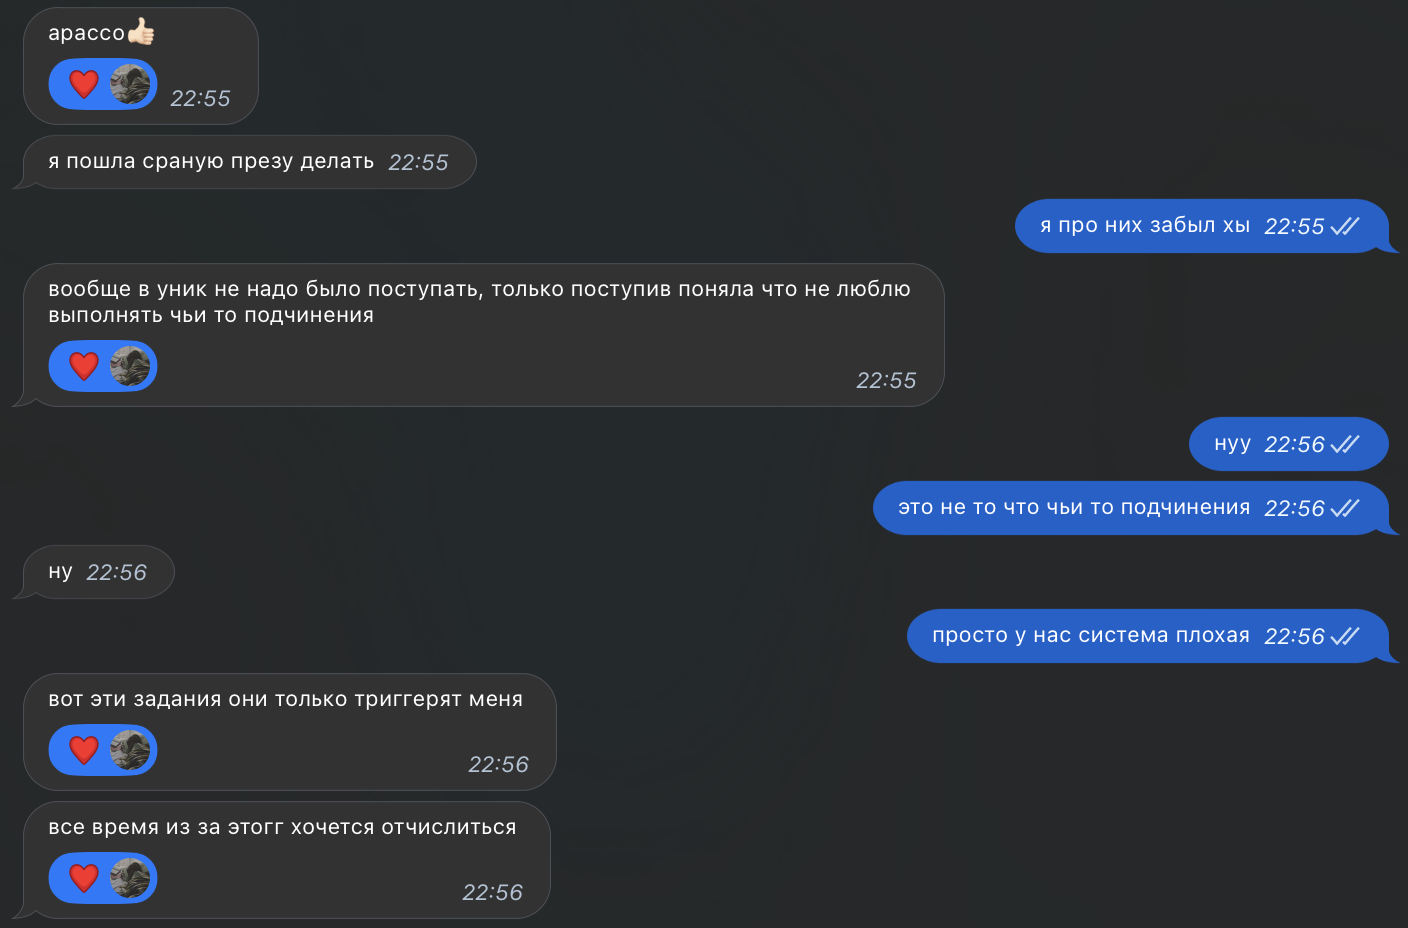 арассо👍🏻
22:55
я пошла сраную презу делать 22:55
я про них забыл хы 22:55
вообще в уник не надо было поступать, только поступив поняла что не люблю
выполнять чьи то подчинения
22:55
нуу 22:56
это не то что чьи то подчинения 22:56
ну 22:56
просто у нас система плохая 22:56
вот эти задания они только триггерят меня
22:56
все время из за этогг хочется отчислиться
22:56